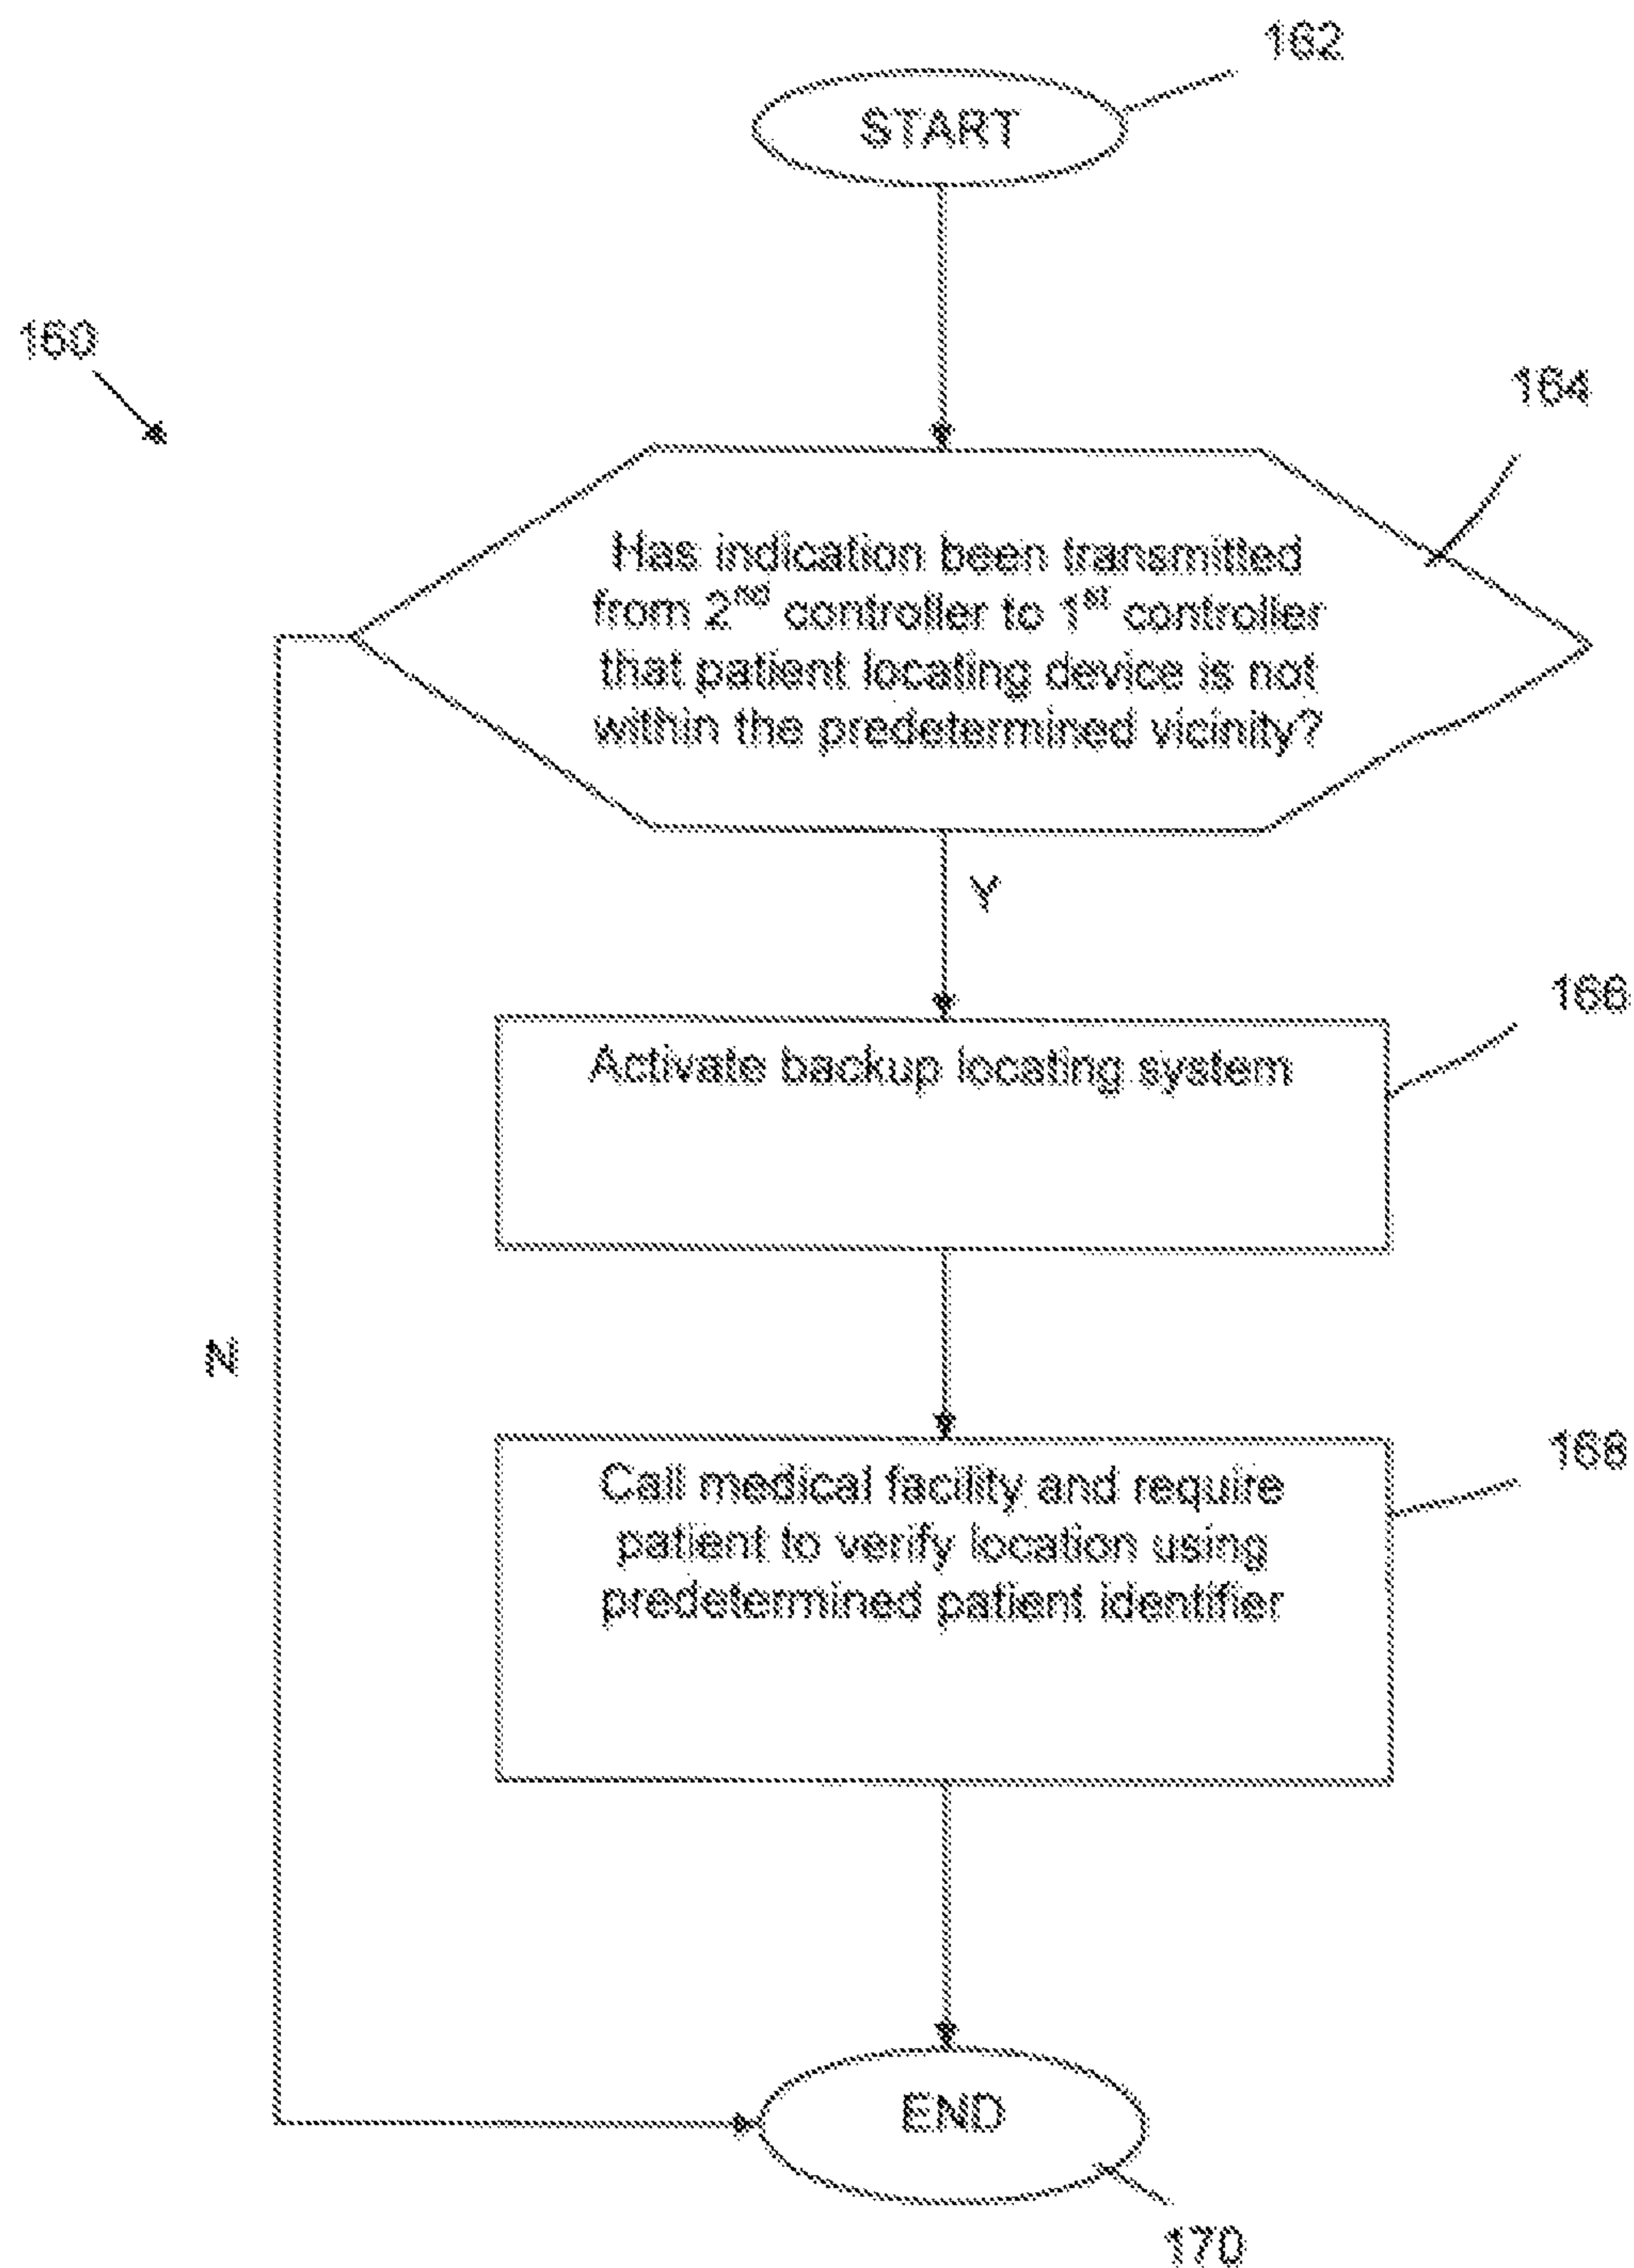 162
START
160
164
Has indication been transmitted
from 2nd controller to 1st controller
that patient locating device is not
within the predetermined vicinity?
Y
166
Activate backup locating system
N
168
Call medical facility and require
patient to verify location using
predetermined patient identifier
END
170